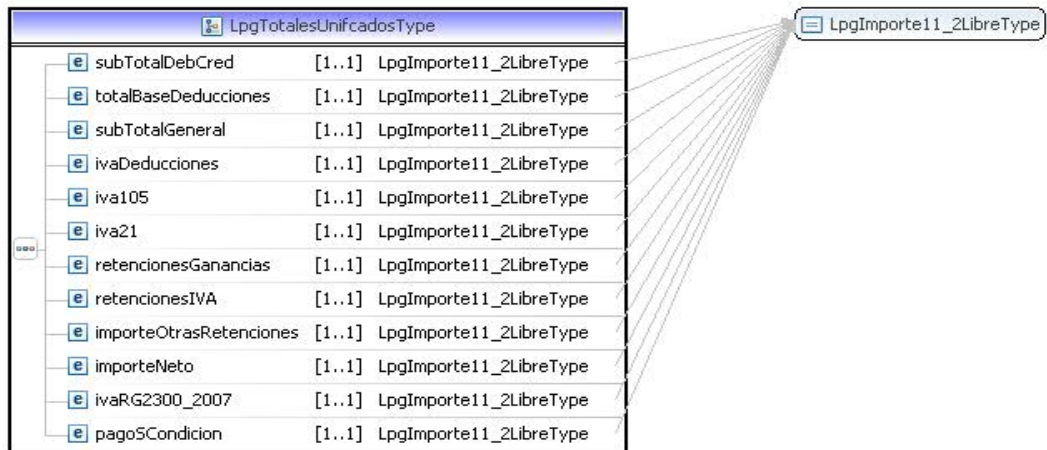 LpgTotalesUnifcadosType
LpgImporte11_2LibreType
e subTotalDebCred [1..1] LpgImporte11_2LibreType
e totalBaseDeducciones [1..1] LpgImporte11_2LibreType
e subTotalGeneral [1..1] LpgImporte11_2LibreType
e ivaDeducciones [1..1] LpgImporte11_2LibreType
e iva105 [1..1] LpgImporte11_2LibreType
e iva21 [1..1] LpgImporte11_2LibreType
e retencionesGanancias [1..1] LpgImporte11_2LibreType
e retencionesIVA [1..1] LpgImporte11_2LibreType
e importeOtrasRetenciones [1..1] LpgImporte11_2LibreType
e importeNeto [1..1] LpgImporte11_2LibreType
e ivaRG2300_2007 [1..1] LpgImporte11_2LibreType
e pagoSCondicion [1..1] LpgImporte11_2LibreType